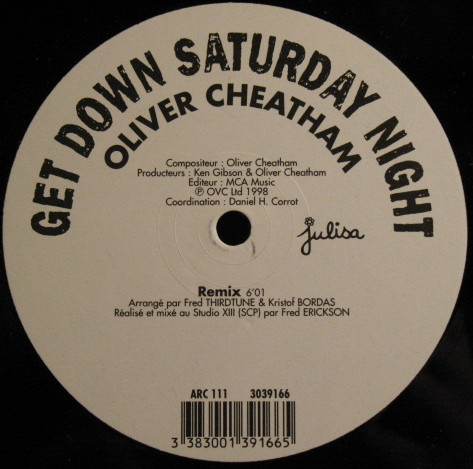 GET DOWN SATURDAY NIGHT
OLIVER CHEATHAM
Compositeur : Oliver Cheatham
Producteurs : Ken Gibson & Oliver Cheatham
Editeur : MCA Music
℗ OVC Ltd 1998
Coordination : Daniel H. Corrot
julisa
Remix 6'01
Arrangé par Fred THIRDTUNE & Kristof BORDAS
Réalisé et mixé au Studio XIII (SCP) par Fred ERICKSON
ARC 111 3039166
3 383001 391665